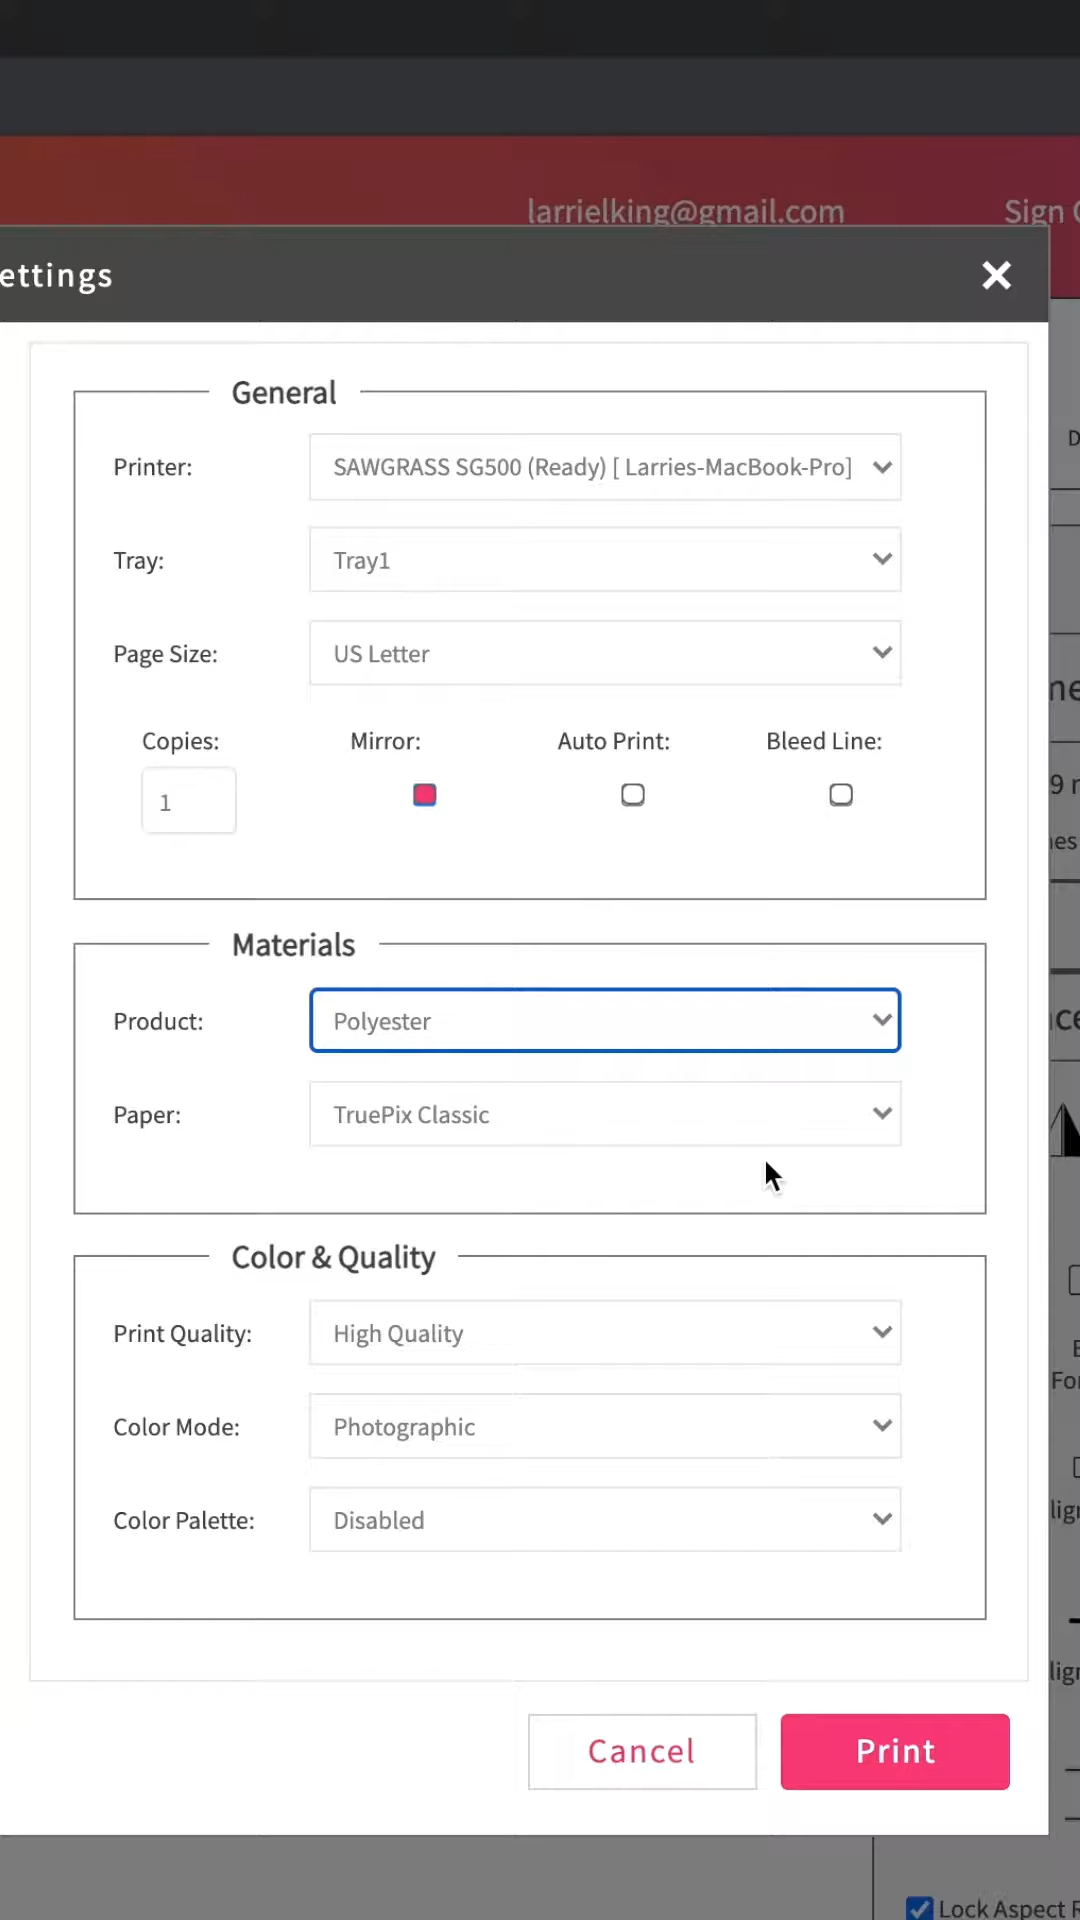 larrielking@gmail.com
Sign
ettings
General
Printer: SAWGRASS SG500 (Ready) [ Larries-MacBook-Pro]
Tray: Tray1
Page Size: US Letter
Copies: Mirror: Auto Print: Bleed Line:
1
Materials
Product: Polyester
Paper: TruePix Classic
Color & Quality
Print Quality: High Quality
Color Mode: Photographic
Color Palette: Disabled
Cancel Print
Lock Aspect